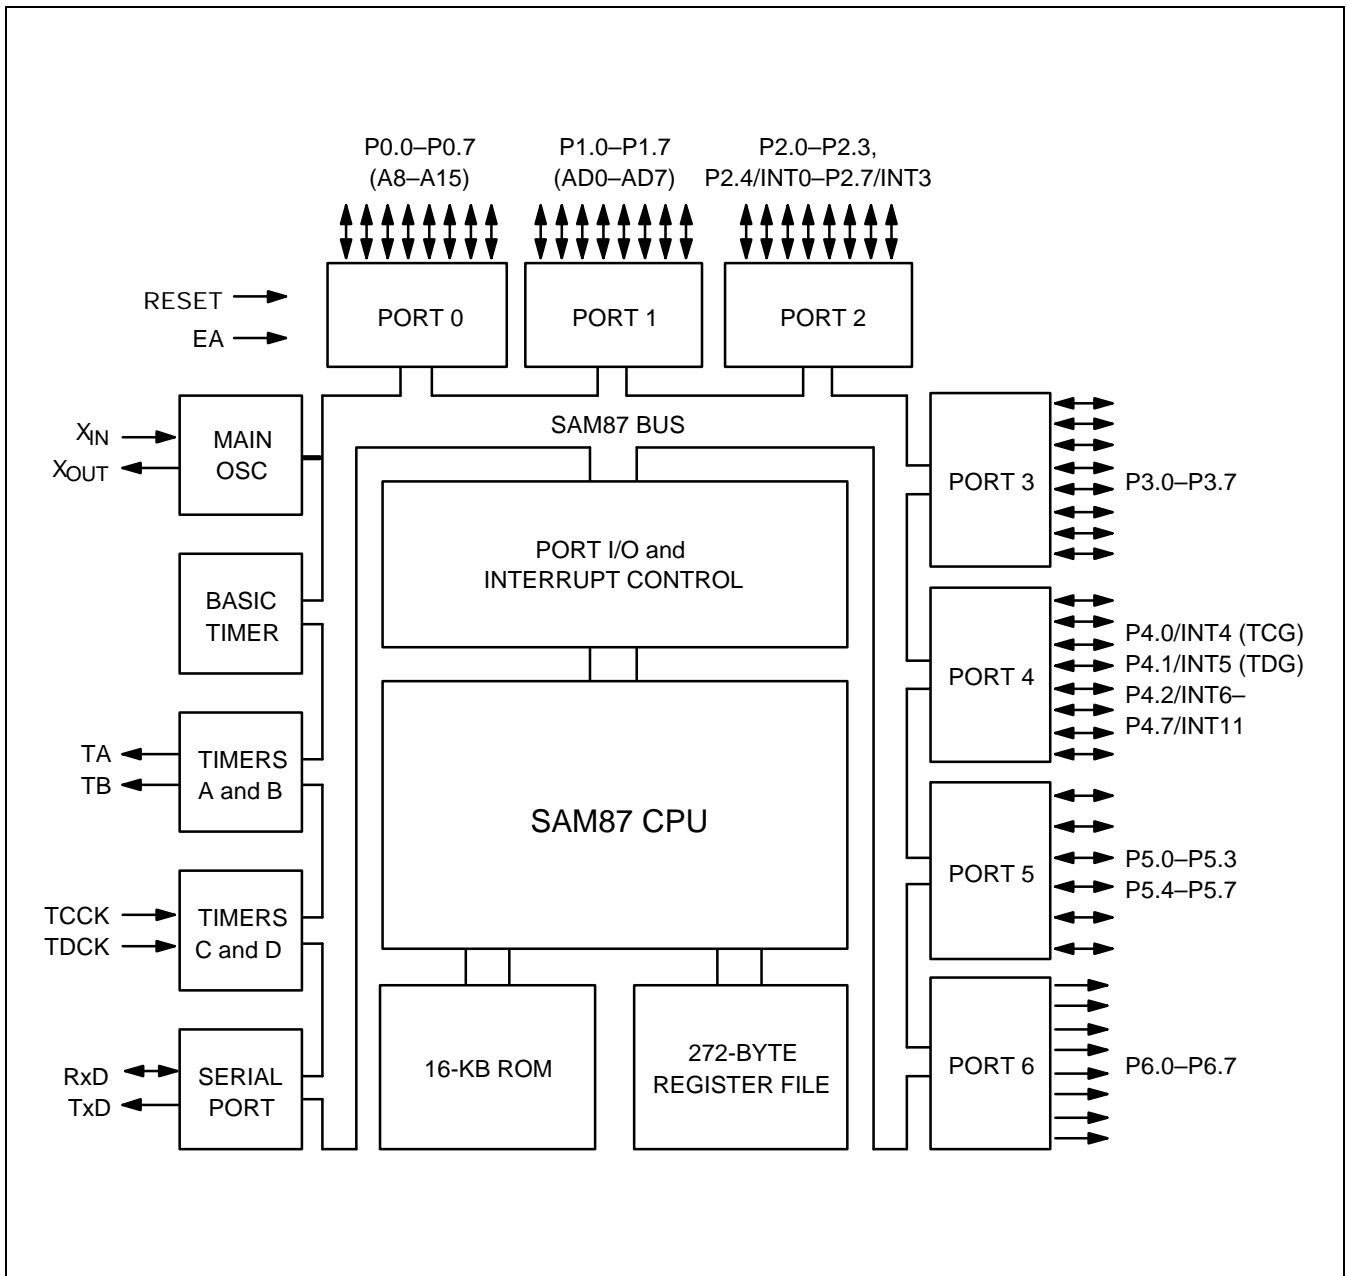 P0.0–P0.7
(A8–A15)
P1.0–P1.7
(AD0–AD7)
P2.0–P2.3,
P2.4/INT0–P2.7/INT3
RESET
EA
PORT 0
PORT 1
PORT 2
XIN
XOUT
MAIN
OSC
SAM87 BUS
PORT 3
P3.0–P3.7
PORT I/O and
INTERRUPT CONTROL
BASIC
TIMER
PORT 4
P4.0/INT4 (TCG)
P4.1/INT5 (TDG)
P4.2/INT6–
P4.7/INT11
TA
TB
TIMERS
A and B
SAM87 CPU
PORT 5
P5.0–P5.3
P5.4–P5.7
TCCK
TDCK
TIMERS
C and D
RxD
TxD
SERIAL
PORT
16-KB ROM
272-BYTE
REGISTER FILE
PORT 6
P6.0–P6.7